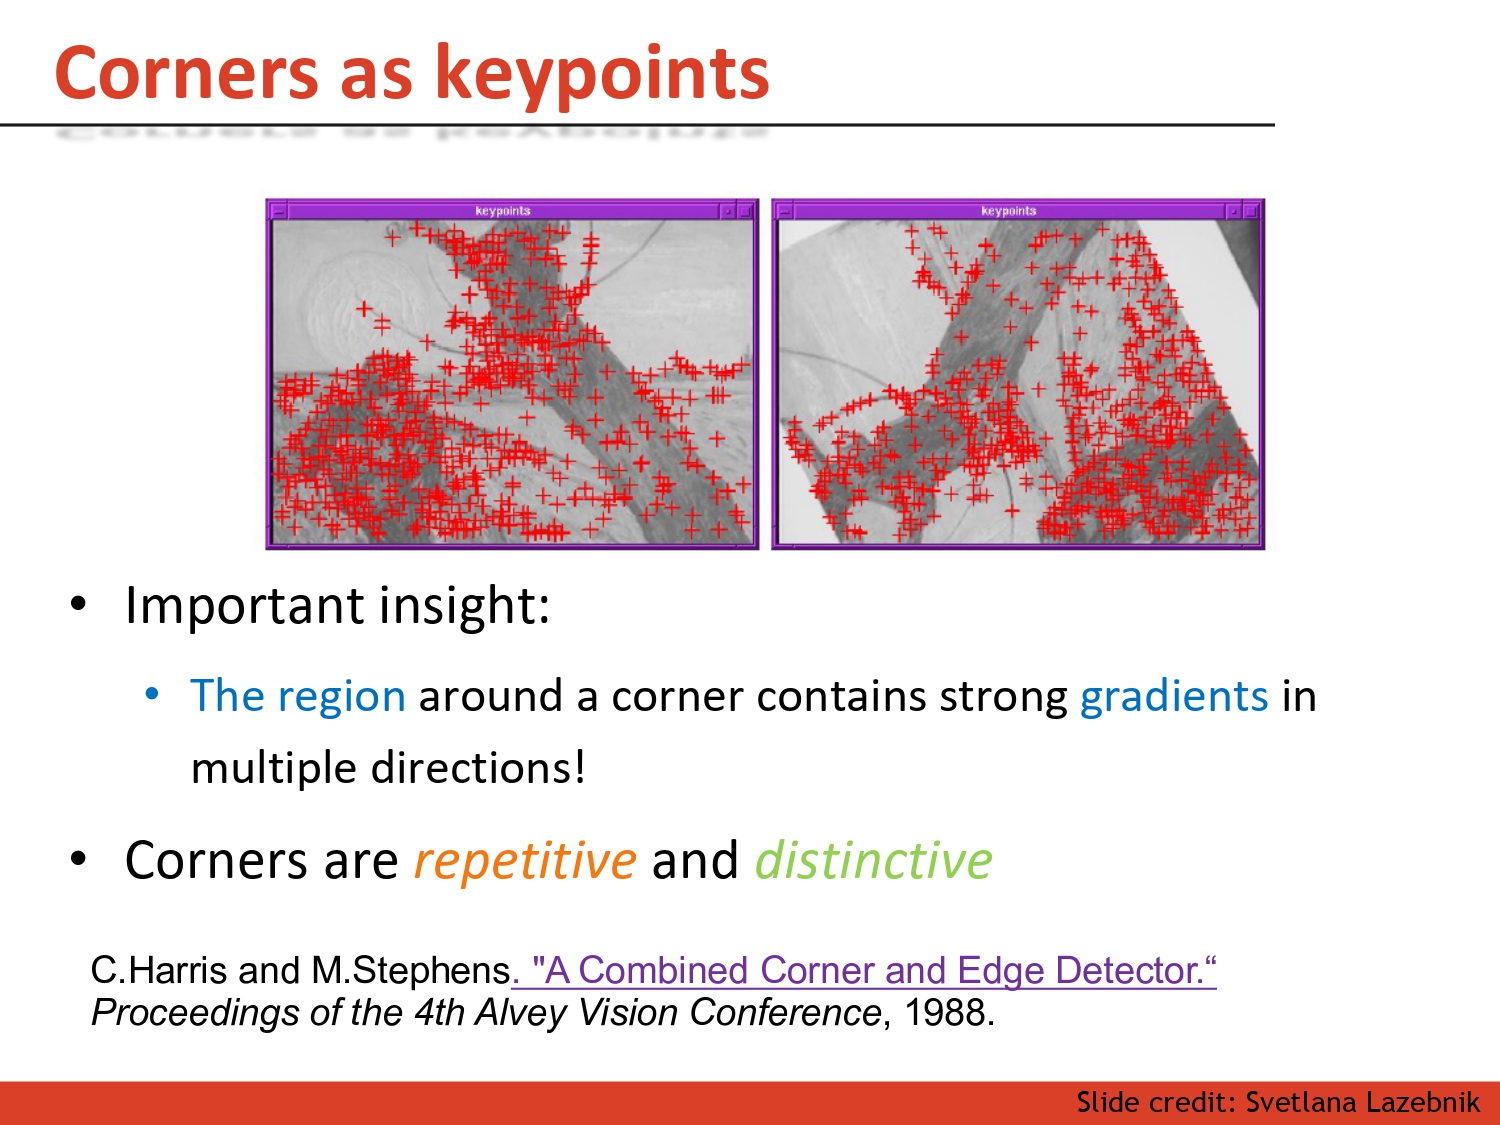 Corners as keypoints
keypoints
keypoints
• Important insight:
• The region around a corner contains strong gradients in
multiple directions!
• Corners are repetitive and distinctive
C.Harris and M.Stephens. "A Combined Corner and Edge Detector.“
Proceedings of the 4th Alvey Vision Conference, 1988.
Slide credit: Svetlana Lazebnik